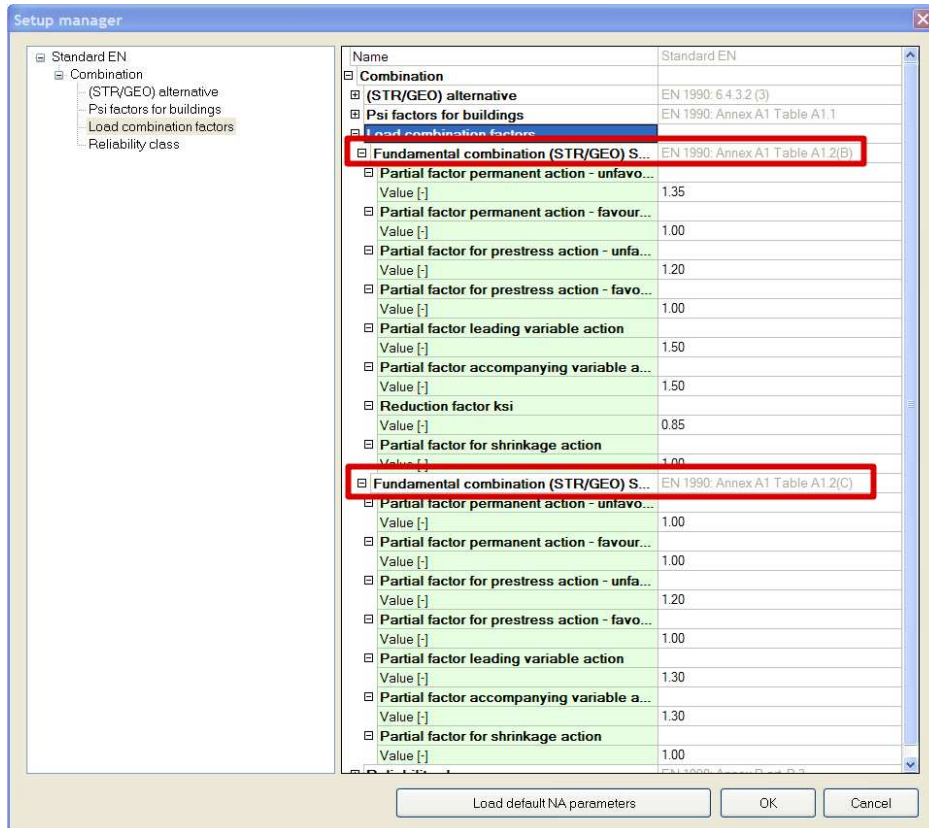 Setup manager
Standard EN
Combination
(STR/GEO) alternative
Psi factors for buildings
Load combination factors
Reliability class
Name Standard EN
Combination
(STR/GEO) alternative EN 1990: 6.4.3.2 (3)
Psi factors for buildings EN 1990: Annex A1 Table A1.1
Load combination factors
Fundamental combination (STR/GEO) S... EN 1990: Annex A1 Table A1.2(B)
Partial factor permanent action - unfavo...
Value [-] 1.35
Partial factor permanent action - favour...
Value [-] 1.00
Partial factor for prestress action - unfa...
Value [-] 1.20
Partial factor for prestress action - favo...
Value [-] 1.00
Partial factor leading variable action
Value [-] 1.50
Partial factor accompanying variable a...
Value [-] 1.50
Reduction factor ksi
Value [-] 0.85
Partial factor for shrinkage action
Value [-] 1.00
Fundamental combination (STR/GEO) S... EN 1990: Annex A1 Table A1.2(C)
Partial factor permanent action - unfavo...
Value [-] 1.00
Partial factor permanent action - favour...
Value [-] 1.00
Partial factor for prestress action - unfa...
Value [-] 1.20
Partial factor for prestress action - favo...
Value [-] 1.00
Partial factor leading variable action
Value [-] 1.30
Partial factor accompanying variable a...
Value [-] 1.30
Partial factor for shrinkage action
Value [-] 1.00
Load default NA parameters OK Cancel